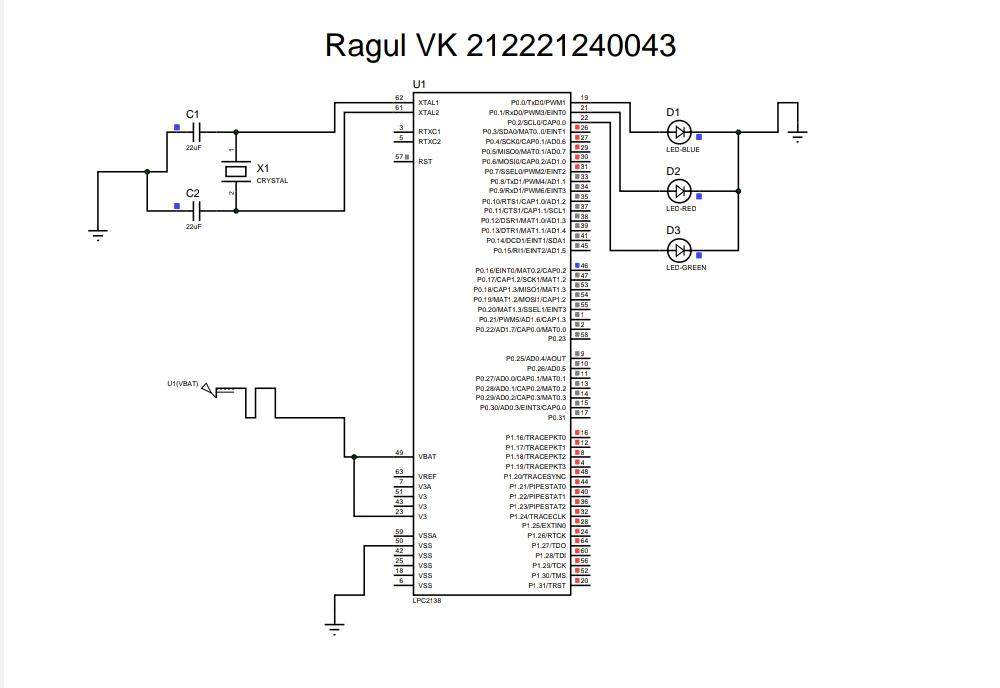 Ragul VK 212221240043
U1
C1
22uF
C2
22uF
1
2
X1
CRYSTAL
62 XTAL1
61 XTAL2
3 RTXC1
5 RTXC2
57 RST
U1(VBAT)
49 VBAT
63 VREF
7 V3A
51 V3
43 V3
23 V3
59 VSSA
50 VSS
42 VSS
25 VSS
18 VSS
6 VSS
LPC2138
P0.0/TxD0/PWM1 19
P0.1/RxD0/PWM3/EINT0 21
P0.2/SCL0/CAP0.0 22
P0.3/SDA0/MAT0..0/EINT1 26
P0.4/SCK0/CAP0.1/AD0.6 27
P0.5/MISO0/MAT0.1/AD0.7 29
P0.6/MOSI0/CAP0.2/AD1.0 30
P0.7/SSEL0/PWM2/EINT2 31
P0.8/TxD1/PWM4/AD1.1 33
P0.9/RxD1/PWM6/EINT3 34
P0.10/RTS1/CAP1.0/AD1.2 35
P0.11/CTS1/CAP1.1/SCL1 37
P0.12/DSR1/MAT1.0/AD1.3 38
P0.13/DTR1/MAT1.1/AD1.4 39
P0.14/DCD1/EINT1/SDA1 41
P0.15/RI1/EINT2/AD1.5 45
P0.16/EINT0/MAT0.2/CAP0.2 46
P0.17/CAP1.2/SCK1/MAT1.2 47
P0.18/CAP1.3/MISO1/MAT1.3 53
P0.19/MAT1.2/MOSI1/CAP1.2 54
P0.20/MAT1.3/SSEL1/EINT3 55
P0.21/PWM5/AD1.6/CAP1.3 1
P0.22/AD1.7/CAP0.0/MAT0.0 2
P0.23 58
P0.25/AD0.4/AOUT 9
P0.26/AD0.5 10
P0.27/AD0.0/CAP0.1/MAT0.1 11
P0.28/AD0.1/CAP0.2/MAT0.2 13
P0.29/AD0.2/CAP0.3/MAT0.3 14
P0.30/AD0.3/EINT3/CAP0.0 15
P0.31 17
P1.16/TRACEPKT0 16
P1.17/TRACEPKT1 12
P1.18/TRACEPKT2 8
P1.19/TRACEPKT3 4
P1.20/TRACESYNC 48
P1.21/PIPESTAT0 44
P1.22/PIPESTAT1 40
P1.23/PIPESTAT2 36
P1.24/TRACECLK 32
P1.25/EXTIN0 28
P1.26/RTCK 24
P1.27/TDO 64
P1.28/TDI 60
P1.29/TCK 56
P1.30/TMS 52
P1.31/TRST 20
D1
LED-BLUE
D2
LED-RED
D3
LED-GREEN